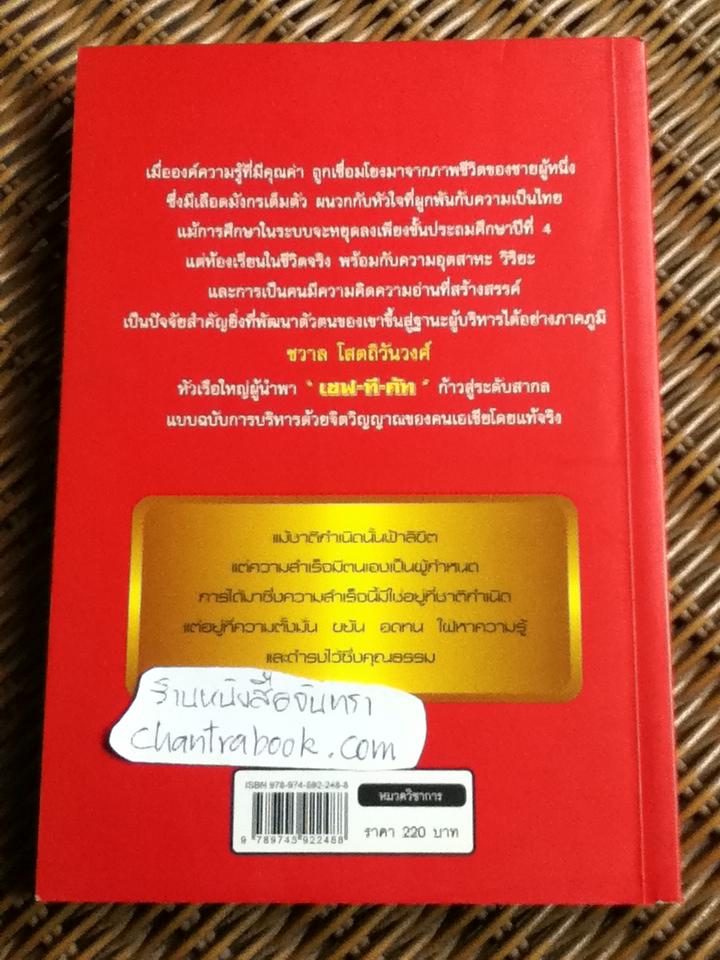 เมื่อองค์ความรู้ที่มีคุณค่า ถูกเชื่อมโยงมาจากภาพชีวิตของชายผู้หนึ่ง
ซึ่งมีเลือดมังกรเต็มตัว ผนวกกับหัวใจที่ผูกพันกับความเป็นไทย
แม้การศึกษาในระบบจะหยุดลงเพียงชั้นประถมศึกษาปีที่ 4
แต่ห้องเรียนในชีวิตจริง พร้อมกับความอุตสาหะ วิริยะ
และการเป็นคนมีความคิดความอ่านที่สร้างสรรค์
เป็นปัจจัยสำคัญยิ่งที่พัฒนาตัวตนของเขาขึ้นสู่ฐานะผู้บริหารได้อย่างภาคภูมิ
ชวาล โสตถิวันวงศ์
หัวเรือใหญ่ผู้นำพา "เซฟ-ที-คัท" ก้าวสู่ระดับสากล
แบบฉบับการบริหารด้วยจิตวิญญาณของคนเอเชียโดยแท้จริง
แม้ชาติกำเนิดนั้นฟ้าลิขิต
แต่ความสำเร็จมีตนเองเป็นผู้กำหนด
การได้มาซึ่งความสำเร็จนี้มิใช่อยู่ที่ชาติกำเนิด
แต่อยู่ที่ความตั้งมั่น ขยัน อดทน ใฝ่หาความรู้
และดำรงไว้ซึ่งคุณธรรม
ร้านหนังสือจันทรา
chantrabook.com
ISBN 978-974-592-248-8
หมวดวิชาการ
ราคา 220 บาท
9 789745 922488